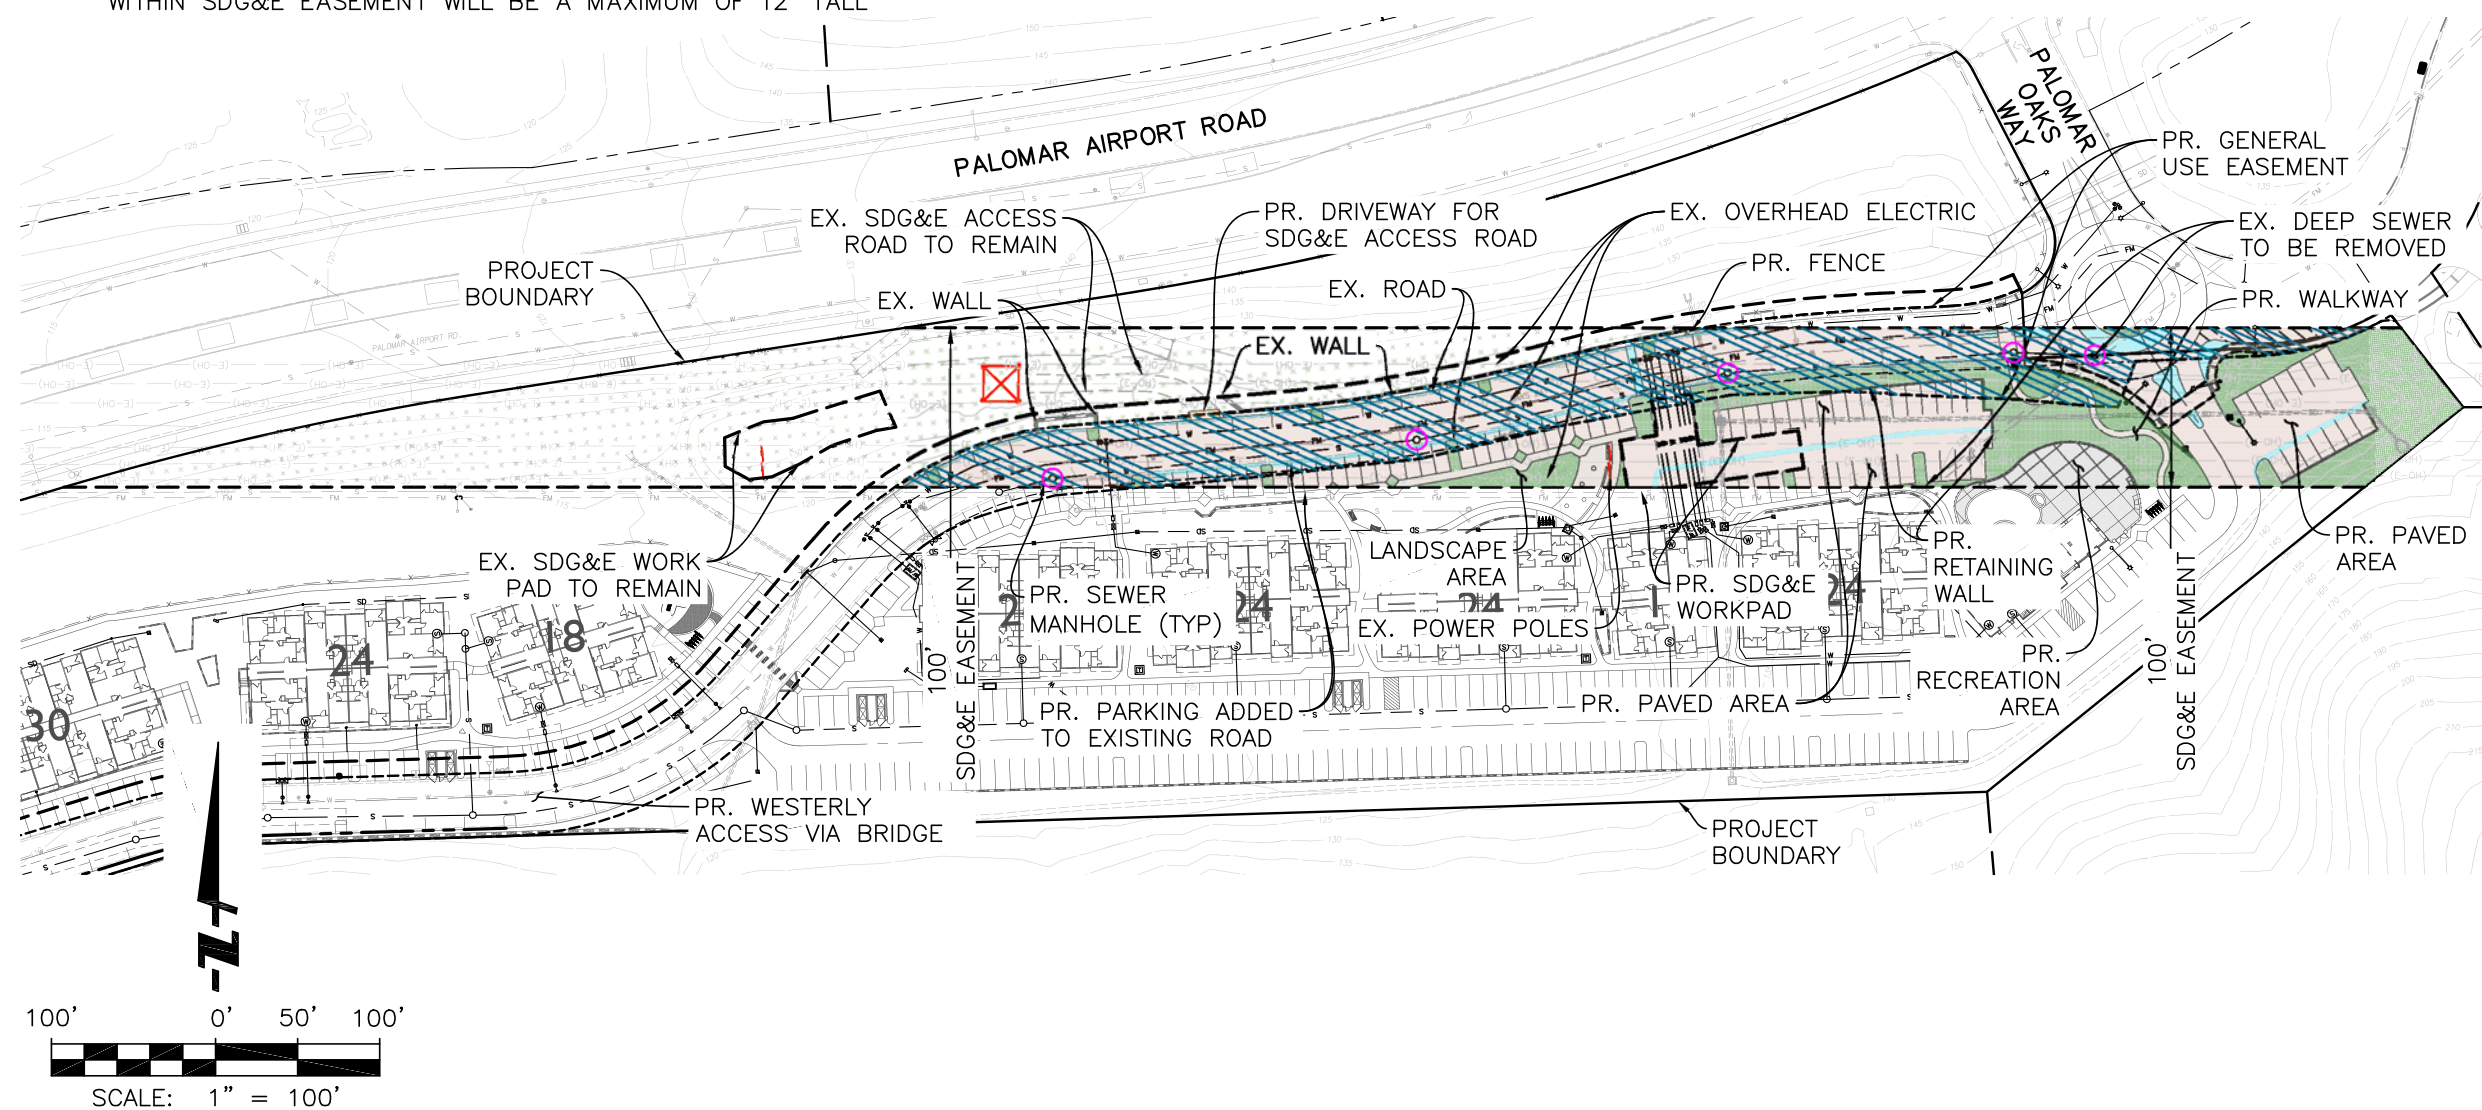 WITHIN SDG&E EASEMENT WILL BE A MAXIMUM OF 12' TALL
PALOMAR AIRPORT ROAD
PALOMAR
OAKS
WAY
PR. GENERAL
USE EASEMENT
EX. SDG&E ACCESS
ROAD TO REMAIN
PR. DRIVEWAY FOR
SDG&E ACCESS ROAD
EX. OVERHEAD ELECTRIC
EX. DEEP SEWER
TO BE REMOVED
PROJECT
BOUNDARY
EX. WALL
EX. ROAD
PR. FENCE
PR. WALKWAY
EX. WALL
PALOMAR AIRPORT RD.
EX. SDG&E WORK
PAD TO REMAIN
LANDSCAPE
AREA
PR.
RETAINING
WALL
PR. PAVED
AREA
PR. SEWER
MANHOLE (TYP)
EX. POWER POLES
PR. SDG&E
WORKPAD
100'
SDG&E EASEMENT
100'
SDG&E EASEMENT
24
18
30
24
24
24
PR.
RECREATION
AREA
PR. PARKING ADDED
TO EXISTING ROAD
PR. PAVED AREA
PR. WESTERLY
ACCESS VIA BRIDGE
PROJECT
BOUNDARY
100' 0' 50' 100'
SCALE: 1" = 100'